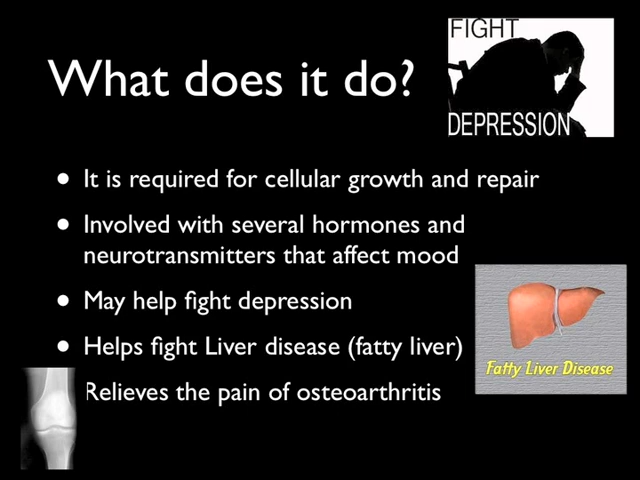 FIGHT
DEPRESSION
What does it do?
• It is required for cellular growth and repair
• Involved with several hormones and
neurotransmitters that affect mood
• May help fight depression
• Helps fight Liver disease (fatty liver)
Fatty Liver Disease
Relieves the pain of osteoarthritis